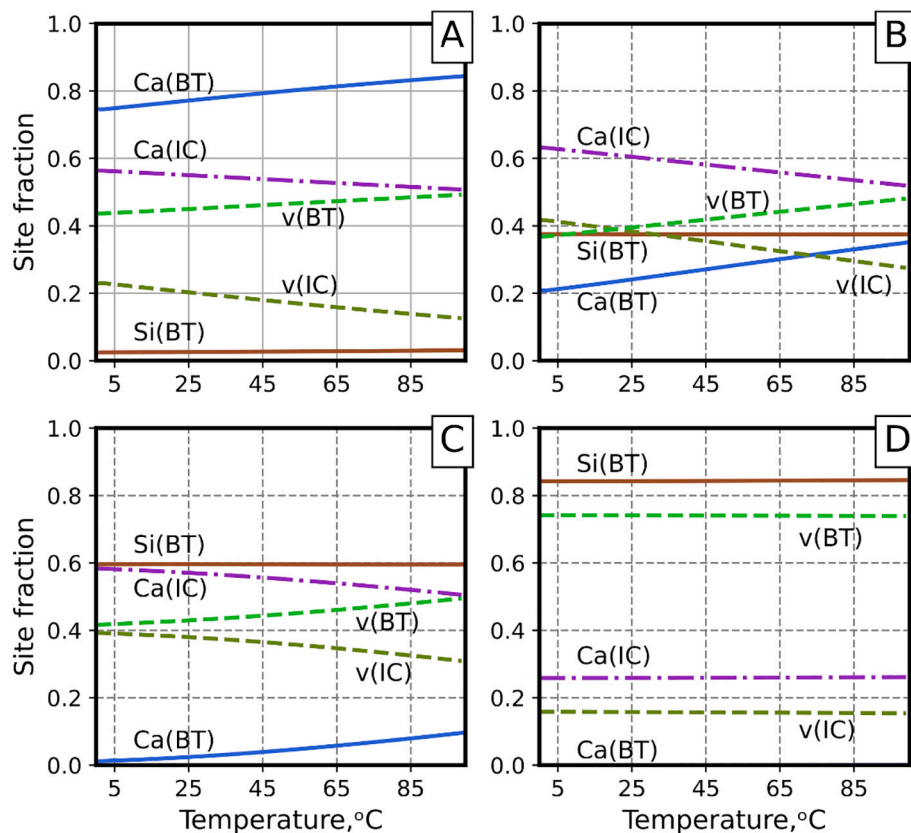 A
1.0
0.8
0.6
0.4
0.2
0.0
Site fraction
Ca(BT)
Ca(IC)
v(BT)
v(IC)
Si(BT)
5
25
45
65
85
B
1.0
0.8
0.6
0.4
0.2
0.0
Ca(IC)
v(BT)
Si(BT)
Ca(BT)
v(IC)
5
25
45
65
85
C
1.0
0.8
0.6
0.4
0.2
0.0
Site fraction
Si(BT)
Ca(IC)
v(BT)
v(IC)
Ca(BT)
5
25
45
65
85
Temperature,°C
D
1.0
0.8
0.6
0.4
0.2
0.0
Si(BT)
v(BT)
Ca(IC)
v(IC)
Ca(BT)
5
25
45
65
85
Temperature,°C